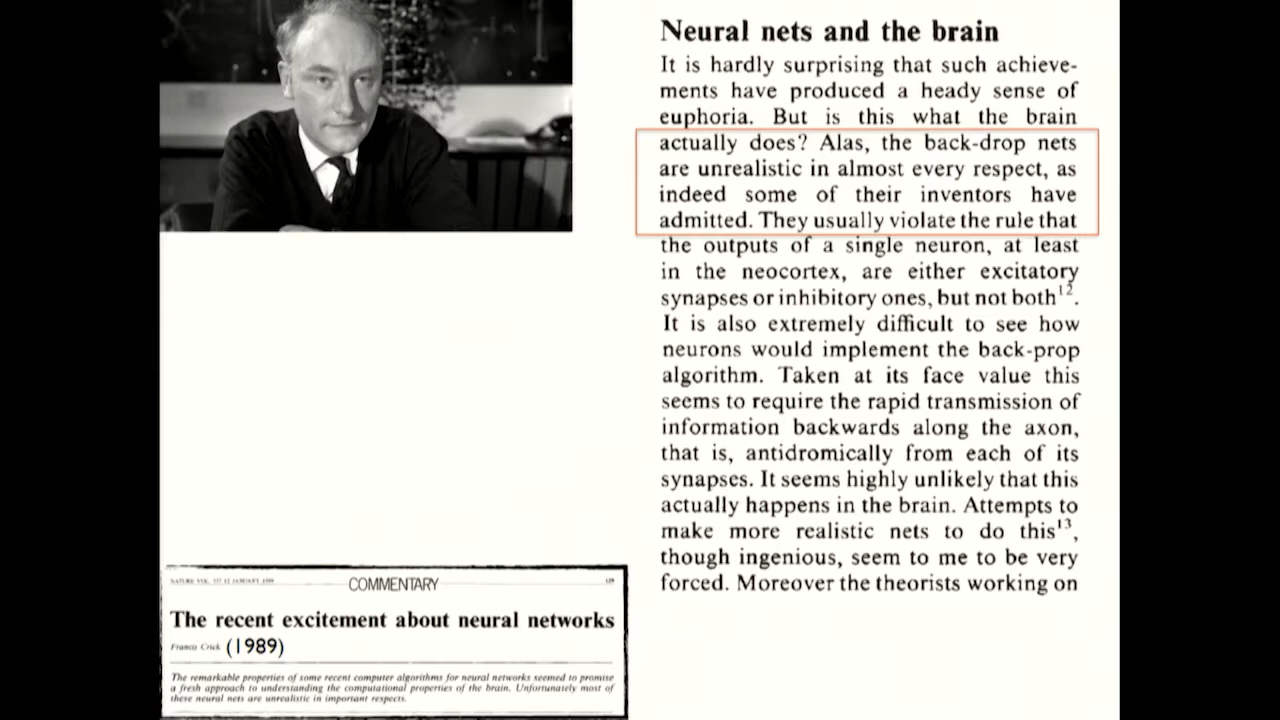 Neural nets and the brain
It is hardly surprising that such achieve-
ments have produced a heady sense of
euphoria. But is this what the brain
actually does? Alas, the back-drop nets
are unrealistic in almost every respect, as
indeed some of their inventors have
admitted. They usually violate the rule that
the outputs of a single neuron, at least
in the neocortex, are either excitatory
synapses or inhibitory ones, but not both¹².
It is also extremely difficult to see how
neurons would implement the back-prop
algorithm. Taken at its face value this
seems to require the rapid transmission of
information backwards along the axon,
that is, antidromically from each of its
synapses. It seems highly unlikely that this
actually happens in the brain. Attempts to
make more realistic nets to do this¹³,
though ingenious, seem to me to be very
forced. Moreover the theorists working on
NATURE VOL. 337 12 JANUARY 1989 COMMENTARY 129
The recent excitement about neural networks
Francis Crick (1989)
The remarkable properties of some recent computer algorithms for neural networks seemed to promise
a fresh approach to understanding the computational properties of the brain. Unfortunately most of
these neural nets are unrealistic in important respects.